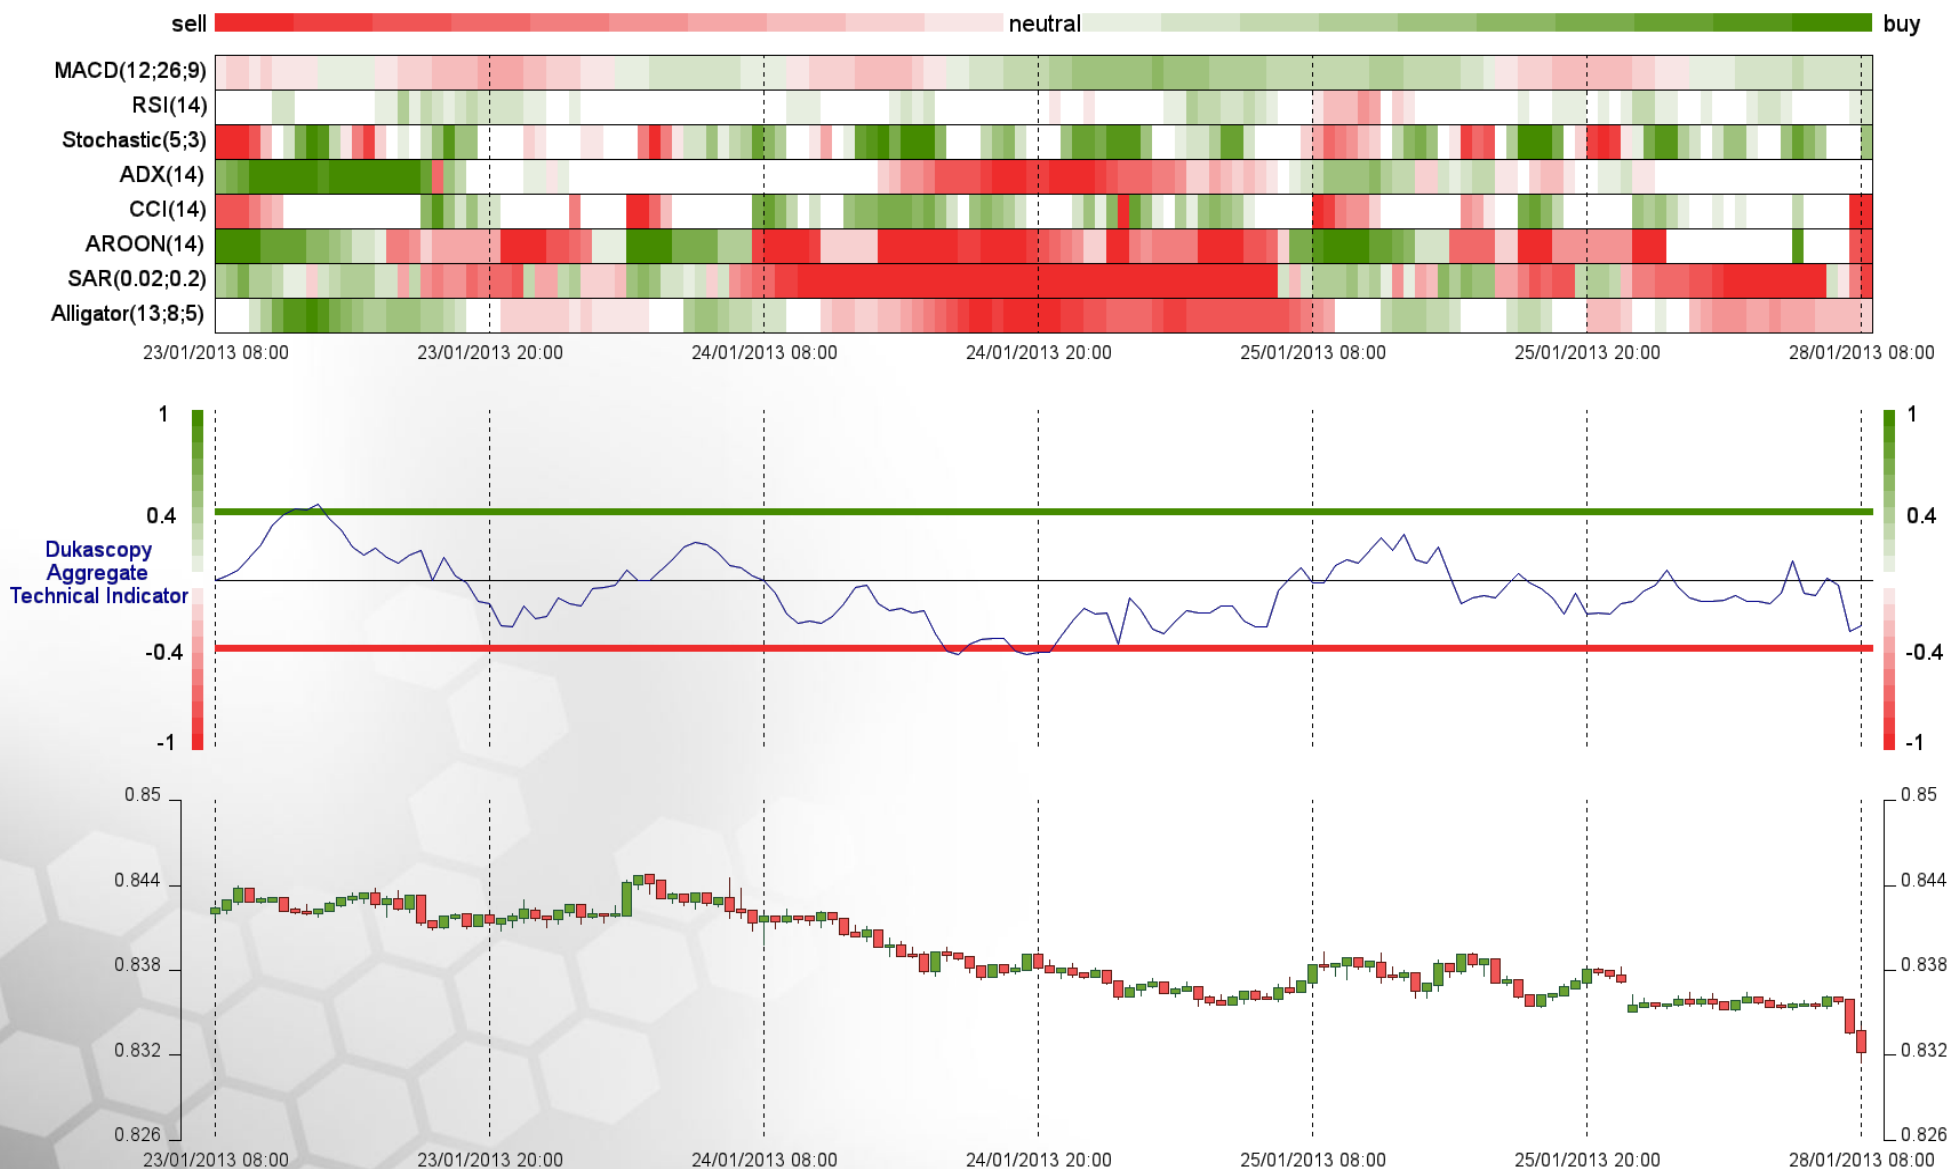 sell neutral buy
MACD(12;26;9)
RSI(14)
Stochastic(5;3)
ADX(14)
CCI(14)
AROON(14)
SAR(0.02;0.2)
Alligator(13;8;5)
23/01/2013 08:00 23/01/2013 20:00 24/01/2013 08:00 24/01/2013 20:00 25/01/2013 08:00 25/01/2013 20:00 28/01/2013 08:00
1 1
0.4 0.4
Dukascopy
Aggregate
Technical Indicator
-0.4 -0.4
-1 -1
0.85 0.85
0.844 0.844
0.838 0.838
0.832 0.832
0.826 0.826
23/01/2013 08:00 23/01/2013 20:00 24/01/2013 08:00 24/01/2013 20:00 25/01/2013 08:00 25/01/2013 20:00 28/01/2013 08:00